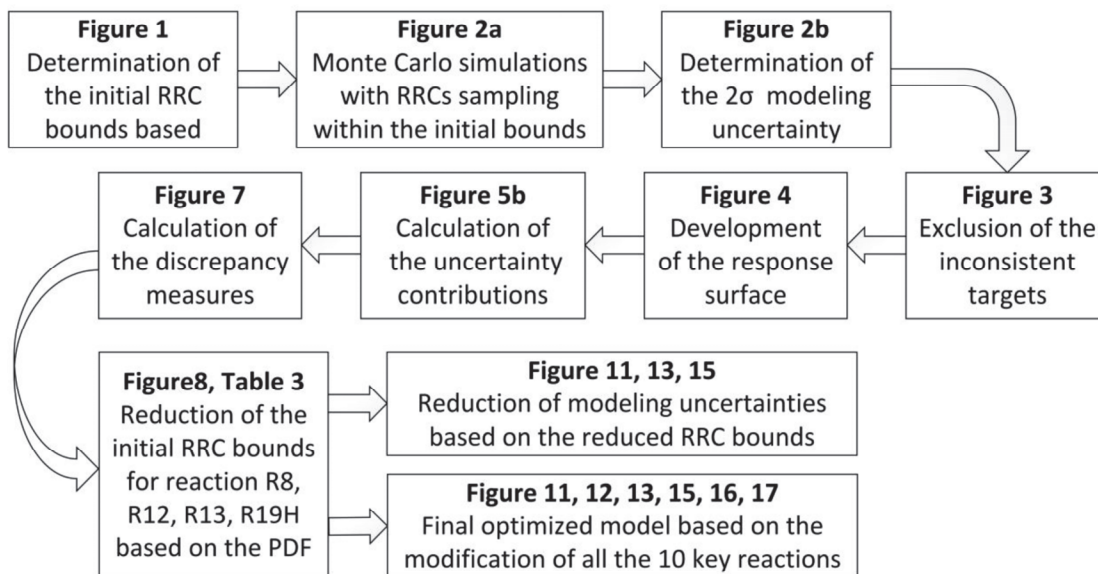 Figure 1
Determination of
the initial RRC
bounds based
Figure 2a
Monte Carlo simulations
with RRCs sampling
within the initial bounds
Figure 2b
Determination of
the 2σ modeling
uncertainty
Figure 7
Calculation of
the discrepancy
measures
Figure 5b
Calculation of
the uncertainty
contributions
Figure 4
Development
of the response
surface
Figure 3
Exclusion of the
inconsistent
targets
Figure8, Table 3
Reduction of the
initial RRC bounds
for reaction R8,
R12, R13, R19H
based on the PDF
Figure 11, 13, 15
Reduction of modeling uncertainties
based on the reduced RRC bounds
Figure 11, 12, 13, 15, 16, 17
Final optimized model based on the
modification of all the 10 key reactions